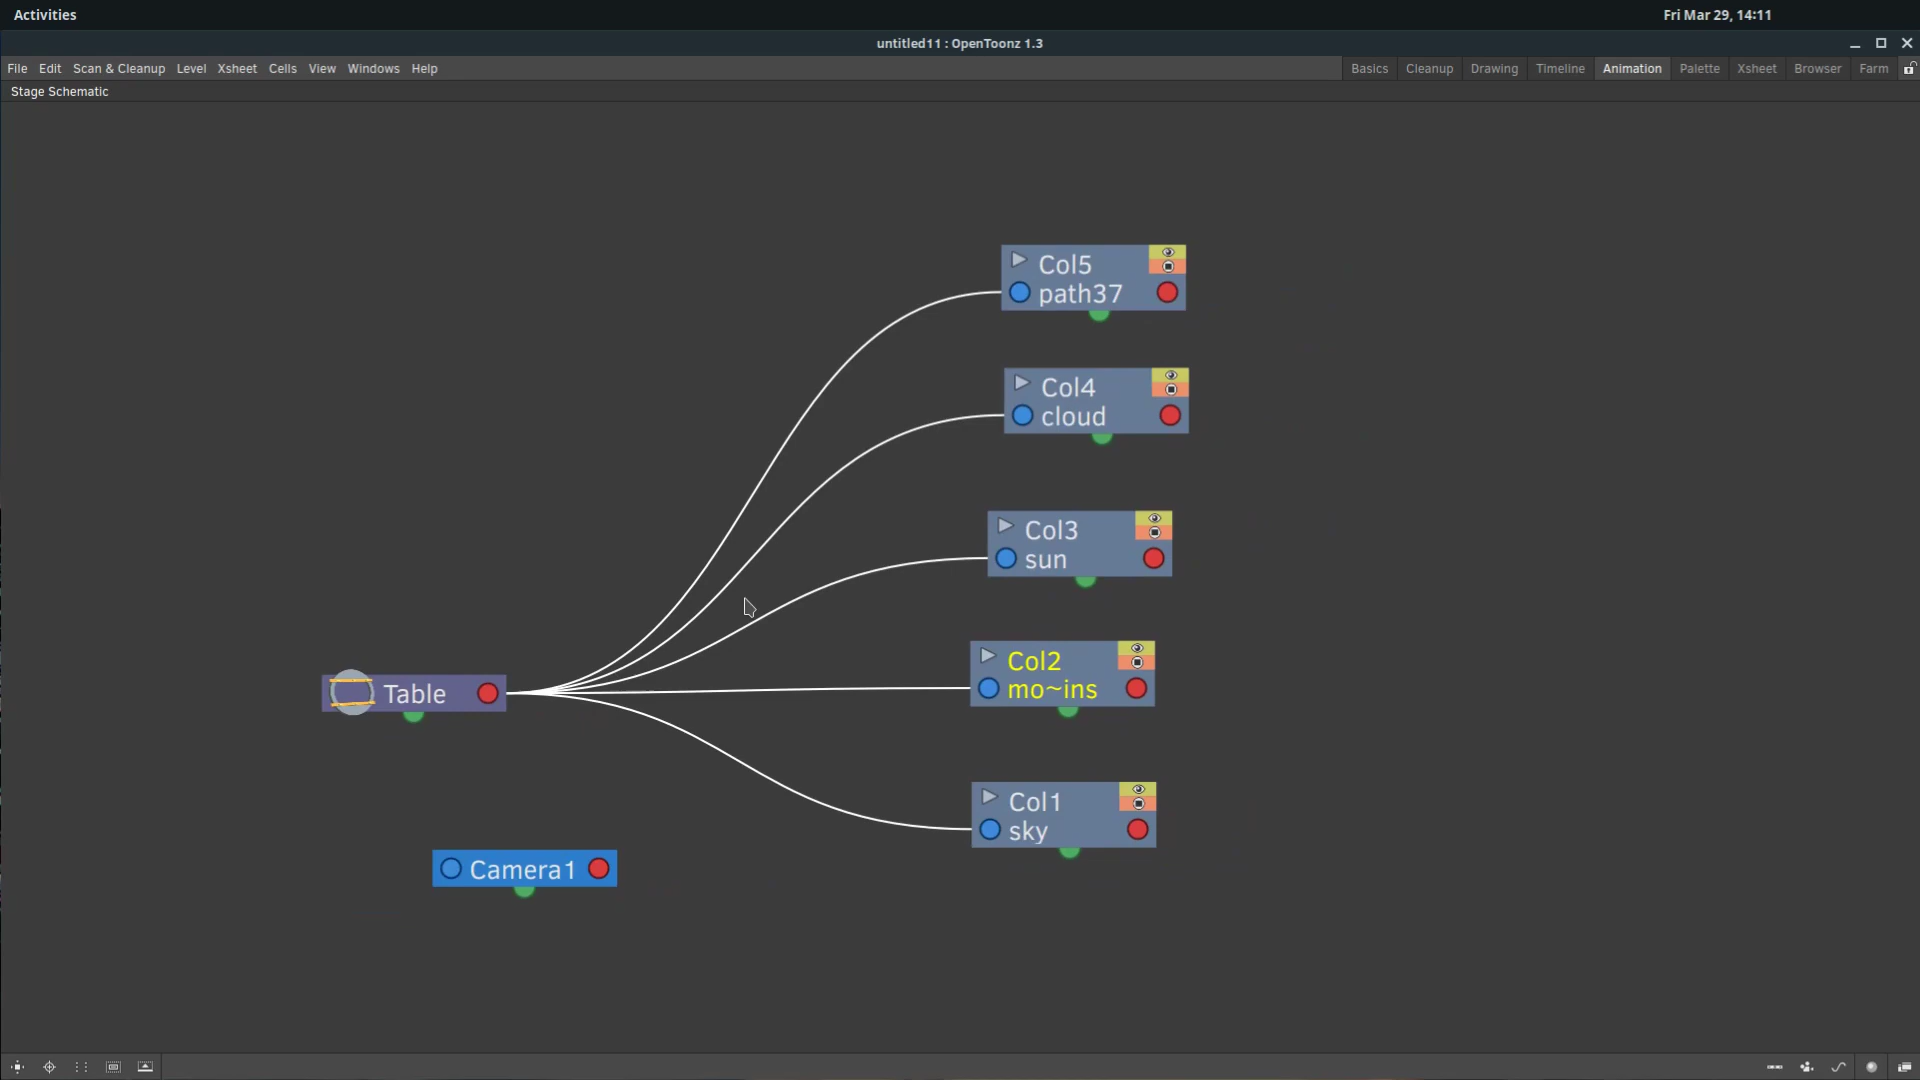 Activities
Fri Mar 29, 14:11
untitled11 : OpenToonz 1.3
File Edit Scan & Cleanup Level Xsheet Cells View Windows Help
Basics Cleanup Drawing Timeline Animation Palette Xsheet Browser Farm
Stage Schematic
Col5
path37
Col4
cloud
Col3
sun
Col2
mo~ins
Table
Col1
sky
Camera1